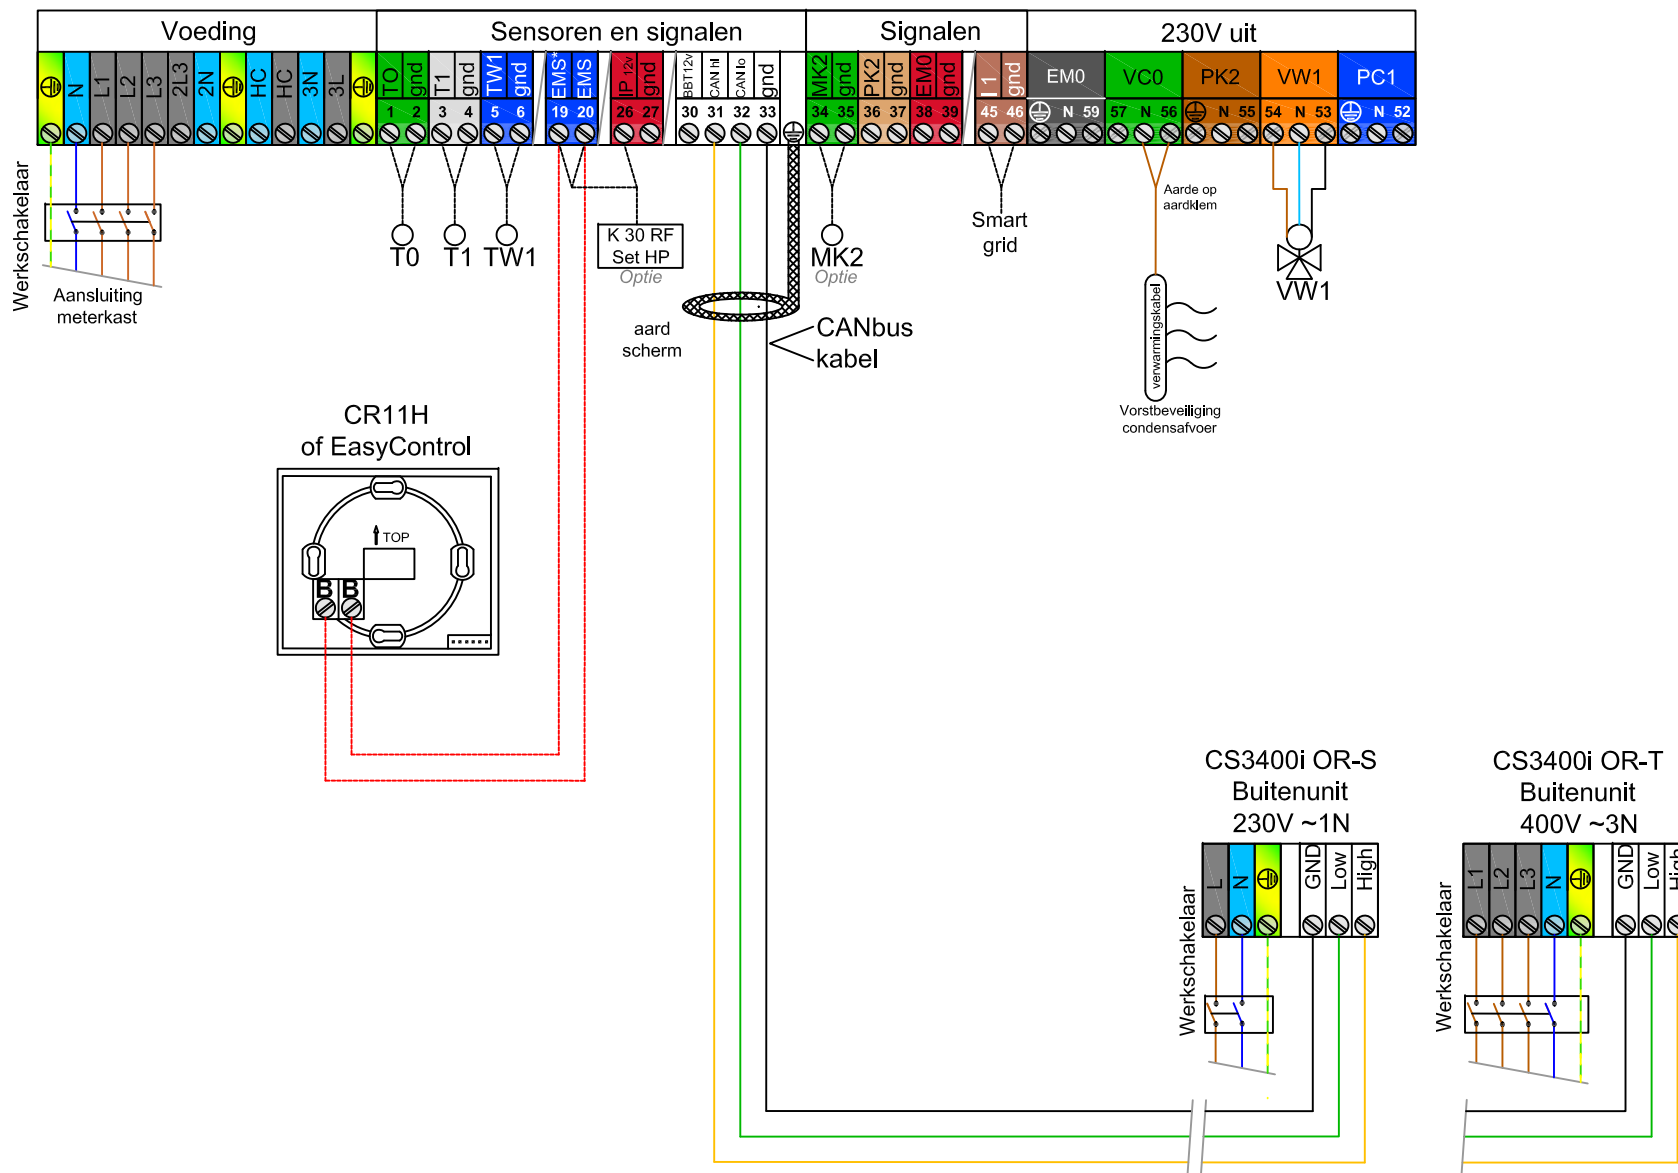 Voeding
Sensoren en signalen
Signalen
230V uit
N
L1
L2
L3
2L3
2N
HC
HC
3N
3L
TO
gnd
T1
gnd
TW1
gnd
EMS*
EMS
IP 12v
gnd
BBT12v
CAN hI
CAN lo
gnd
MK2
gnd
PK2
gnd
EM0
gnd
I 1
gnd
EM0
VC0
PK2
VW1
PC1
1 2 3 4 5 6 19 20 26 27 30 31 32 33 34 35 36 37 38 39 45 46 N 59 57 N 56 N 55 54 N 53 N 52
Werkschakelaar
Aansluiting
meterkast
T0
T1
TW1
K 30 RF
Set HP
Optie
MK2
Optie
Smart
grid
Aarde op
aardklem
verwarmingskabel
Vorstbeveiliging
condensafvoer
VW1
aard
scherm
CANbus
kabel
CR11H
of EasyControl
TOP
B B
CS3400i OR-S
Buitenunit
230V ~1N
L
N
GND
Low
High
Werkschakelaar
CS3400i OR-T
Buitenunit
400V ~3N
L1
L2
L3
N
GND
Low
High
Werkschakelaar